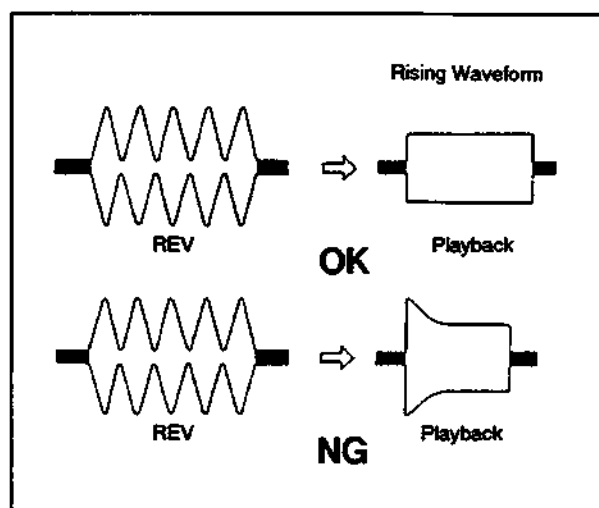 Rising Waveform
REV
OK
Playback
REV
NG
Playback